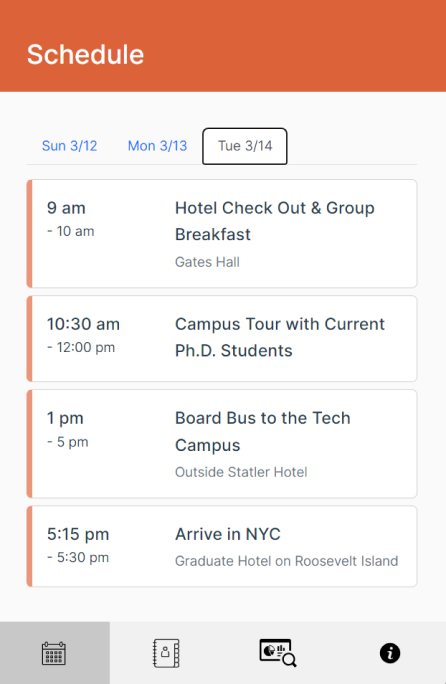 Schedule
Sun 3/12 Mon 3/13 Tue 3/14
9 am
- 10 am
Hotel Check Out & Group
Breakfast
Gates Hall
10:30 am
- 12:00 pm
Campus Tour with Current
Ph.D. Students
1 pm
- 5 pm
Board Bus to the Tech
Campus
Outside Statler Hotel
5:15 pm
- 5:30 pm
Arrive in NYC
Graduate Hotel on Roosevelt Island